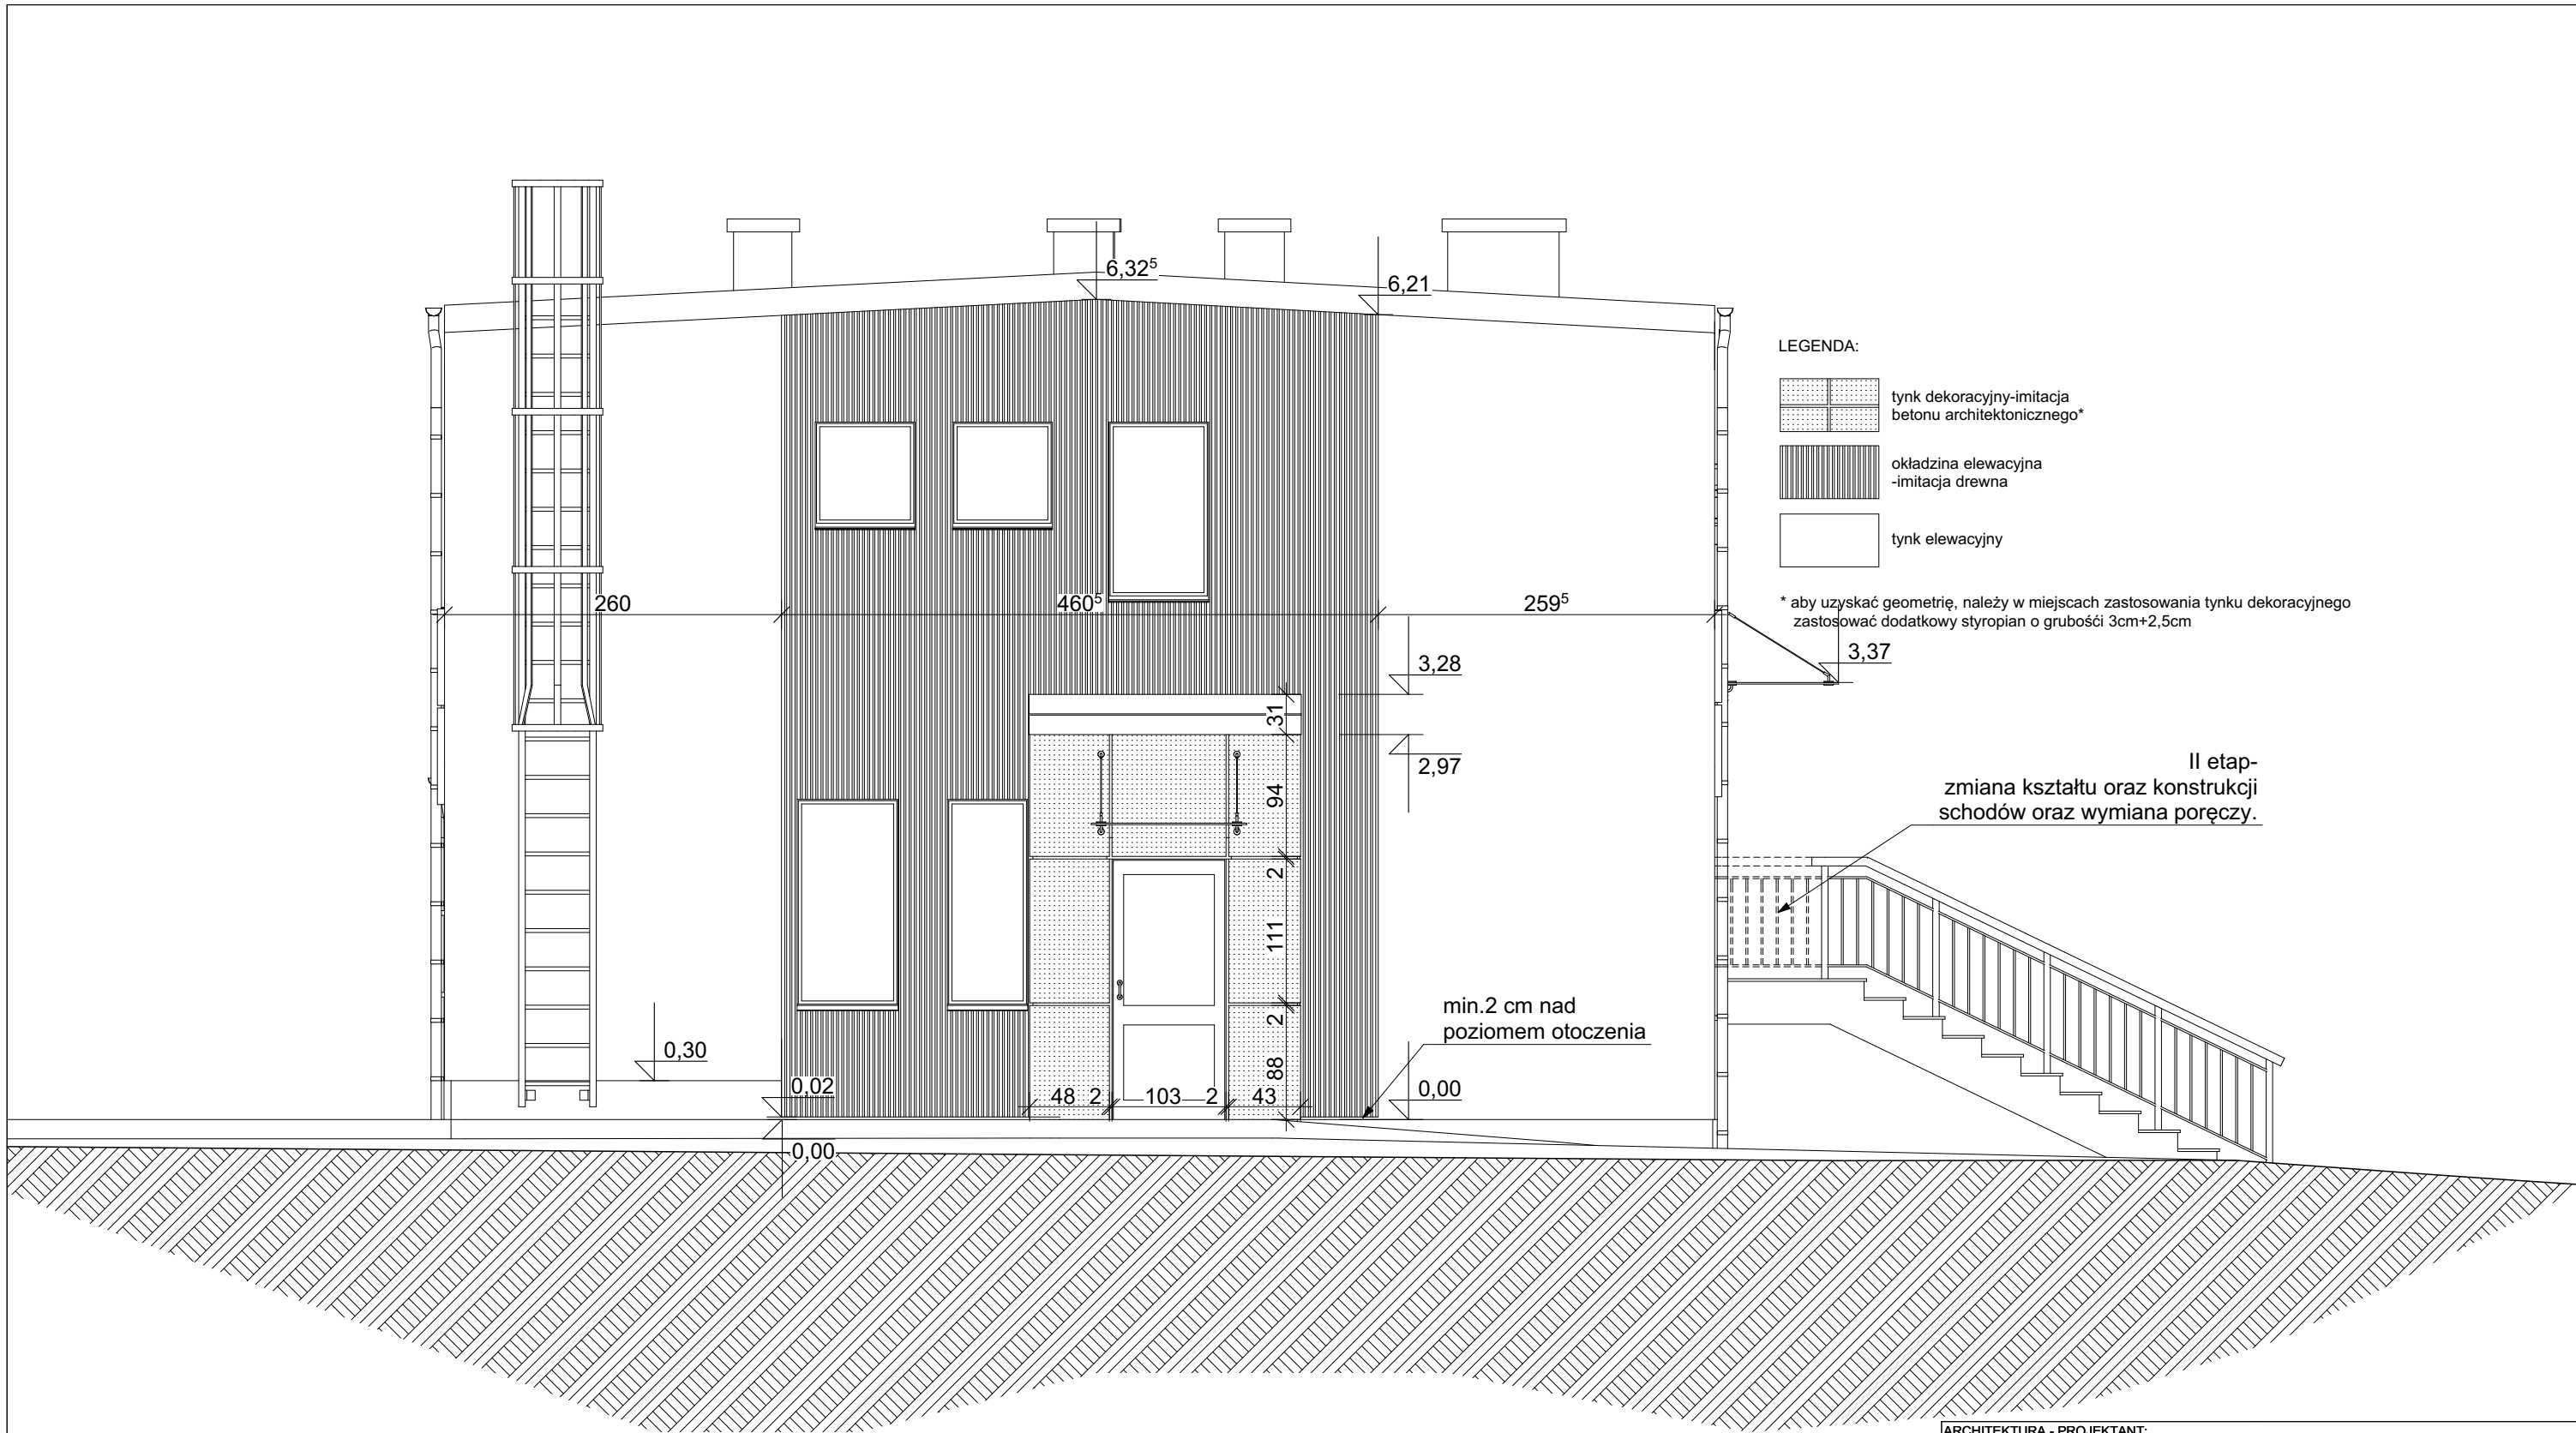 6,32⁵
6,21
LEGENDA:
tynk dekoracyjny-imitacja
betonu architektonicznego*
okładzina elewacyjna
-imitacja drewna
tynk elewacyjny
* aby uzyskać geometrię, należy w miejscach zastosowania tynku dekoracyjnego
zastosować dodatkowy styropian o grubośći 3cm+2,5cm
260
460⁵
259⁵
3,28
3,37
31
2,97
94
II etap-
zmiana kształtu oraz konstrukcji
schodów oraz wymiana poręczy.
2
111
2
88
min.2 cm nad
poziomem otoczenia
0,30
0,02
48 2 103 2 43
0,00
0,00
ARCHITEKTURA - PROJEKTANT: